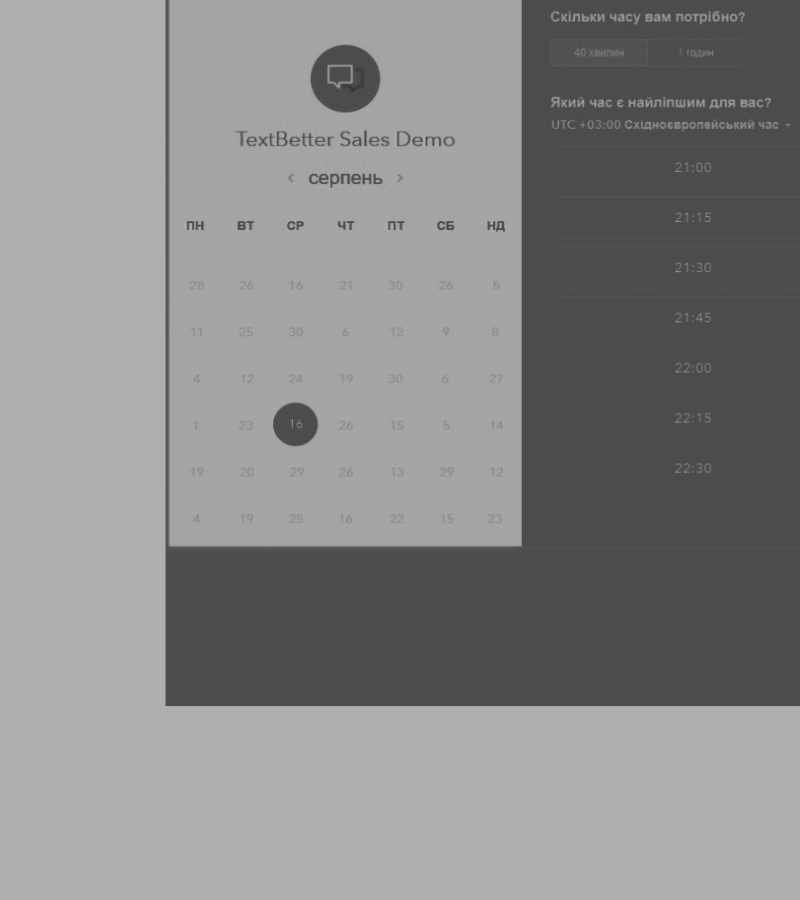 TextBetter Sales Demo
серпень
ПН ВТ СР ЧТ ПТ СБ НД
28 26 16 21 30 26 5
11 25 30 6 12 9 8
4 12 24 19 30 6 27
1 23 16 26 15 5 14
19 20 29 26 13 29 12
4 19 25 16 22 15 23
Скільки часу вам потрібно?
40 хвилин 1 годин
Який час є найліпшим для вас?
UTC +03:00 Східноєвропейський час
21:00
21:15
21:30
21:45
22:00
22:15
22:30